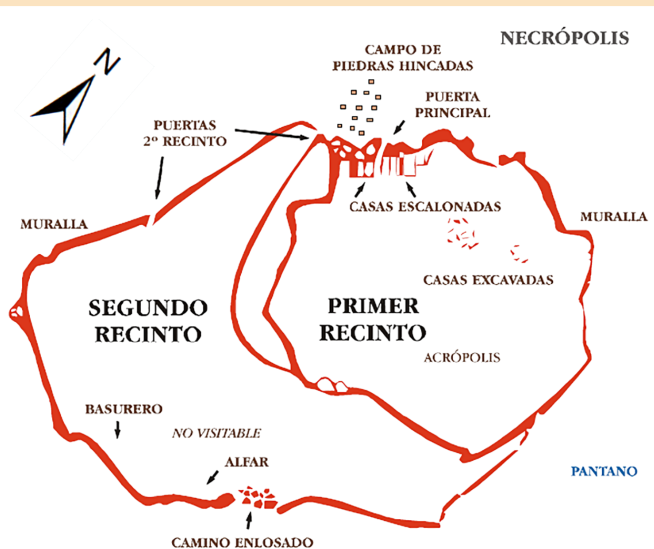 NECRÓPOLIS
N
CAMPO DE
PIEDRAS HINCADAS
PUERTA
PRINCIPAL
PUERTAS
2º RECINTO
CASAS ESCALONADAS
MURALLA
MURALLA
CASAS EXCAVADAS
SEGUNDO
RECINTO
PRIMER
RECINTO
ACRÓPOLIS
BASURERO
NO VISITABLE
ALFAR
PANTANO
CAMINO ENLOSADO